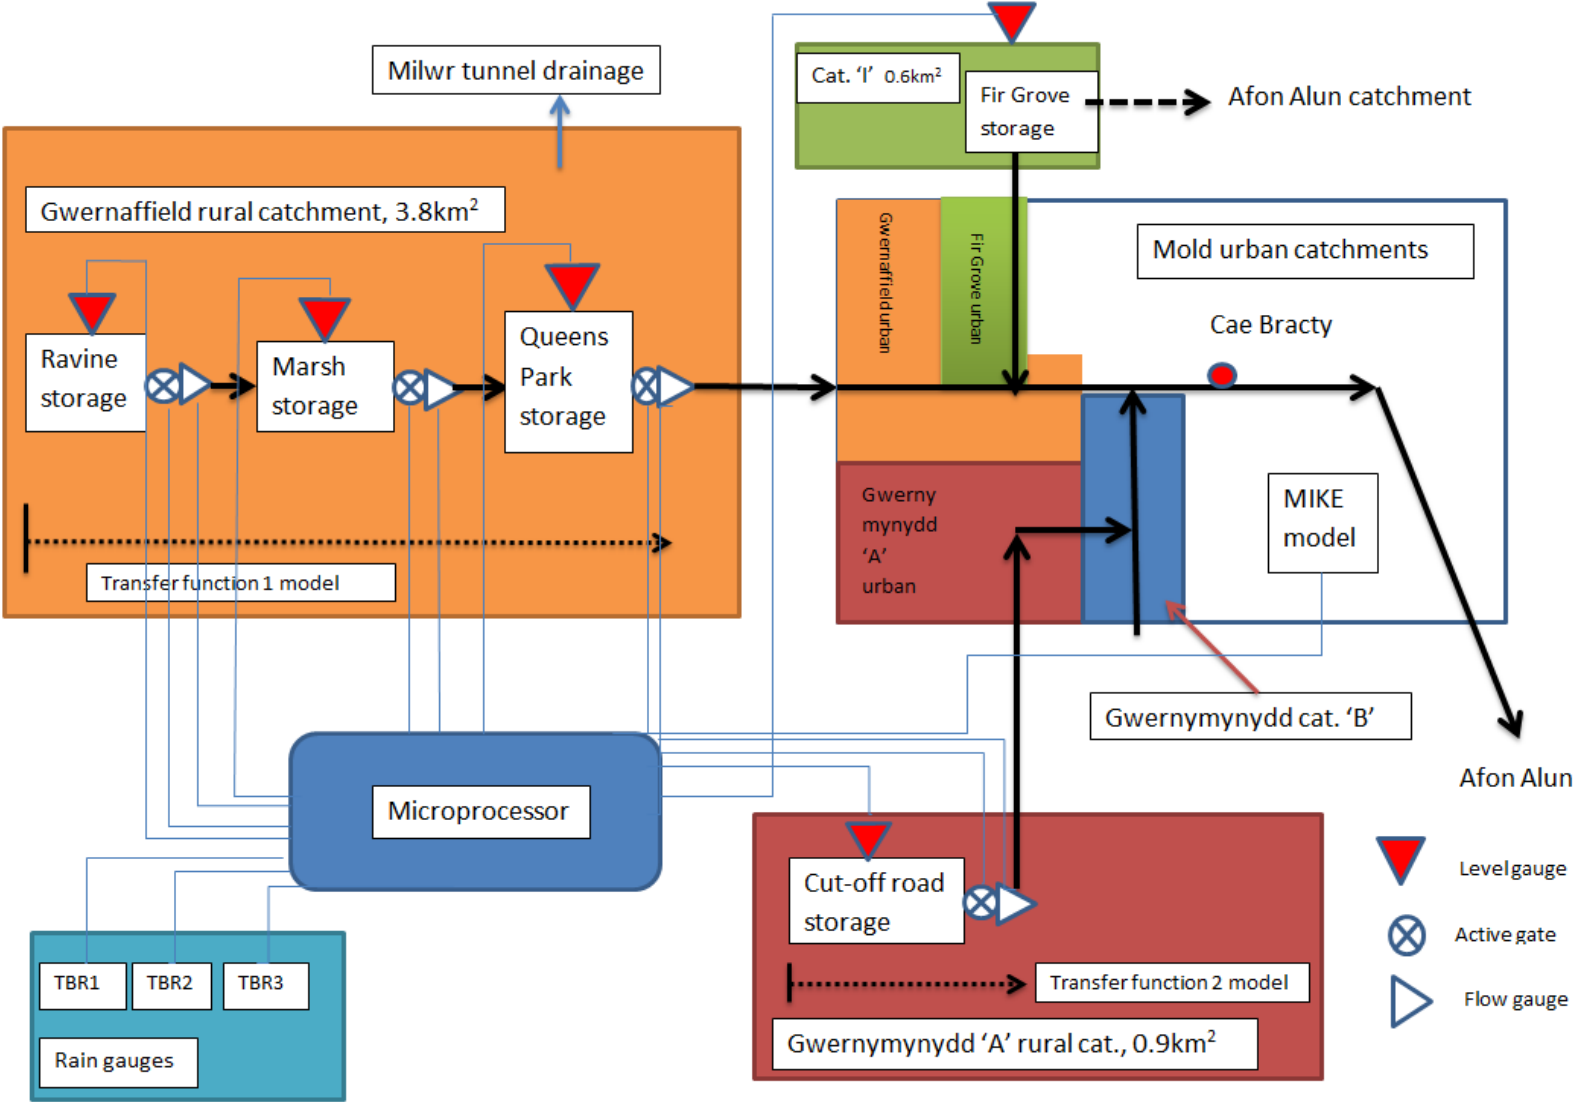 Milwr tunnel drainage
Cat. ‘I’ 0.6km²
Fir Grove
storage
Afon Alun catchment
Gwernaffield rural catchment, 3.8km²
Gwernaffield urban
Fir Grove urban
Mold urban catchments
Cae Bracty
Ravine
storage
Marsh
storage
Queens
Park
storage
Gwerny
mynydd
‘A’
urban
MIKE
model
Transfer function 1 model
Gwernymynydd cat. ‘B’
Afon Alun
Microprocessor
Level gauge
Cut-off road
storage
Active gate
TBR1
TBR2
TBR3
Transfer function 2 model
Flow gauge
Rain gauges
Gwernymynydd ‘A’ rural cat., 0.9km²